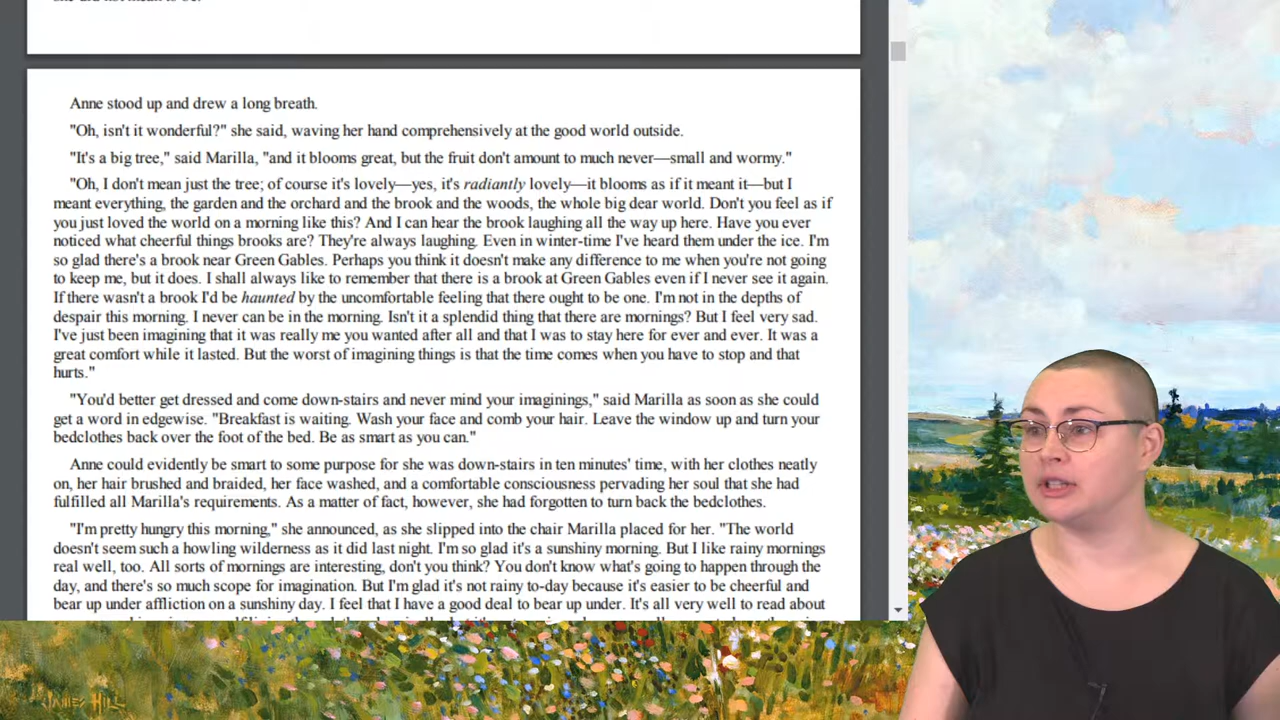 Anne stood up and drew a long breath.
"Oh, isn't it wonderful?" she said, waving her hand comprehensively at the good world outside.
"It's a big tree," said Marilla, "and it blooms great, but the fruit don't amount to much never—small and wormy."
"Oh, I don't mean just the tree; of course it's lovely—yes, it's radiantly lovely—it blooms as if it meant it—but I
meant everything, the garden and the orchard and the brook and the woods, the whole big dear world. Don't you feel as if
you just loved the world on a morning like this? And I can hear the brook laughing all the way up here. Have you ever
noticed what cheerful things brooks are? They're always laughing. Even in winter-time I've heard them under the ice. I'm
so glad there's a brook near Green Gables. Perhaps you think it doesn't make any difference to me when you're not going
to keep me, but it does. I shall always like to remember that there is a brook at Green Gables even if I never see it again.
If there wasn't a brook I'd be haunted by the uncomfortable feeling that there ought to be one. I'm not in the depths of
despair this morning. I never can be in the morning. Isn't it a splendid thing that there are mornings? But I feel very sad.
I've just been imagining that it was really me you wanted after all and that I was to stay here for ever and ever. It was a
great comfort while it lasted. But the worst of imagining things is that the time comes when you have to stop and that
hurts."
"You'd better get dressed and come down-stairs and never mind your imaginings," said Marilla as soon as she could
get a word in edgewise. "Breakfast is waiting. Wash your face and comb your hair. Leave the window up and turn your
bedclothes back over the foot of the bed. Be as smart as you can."
Anne could evidently be smart to some purpose for she was down-stairs in ten minutes' time, with her clothes neatly
on, her hair brushed and braided, her face washed, and a comfortable consciousness pervading her soul that she had
fulfilled all Marilla's requirements. As a matter of fact, however, she had forgotten to turn back the bedclothes.
"I'm pretty hungry this morning," she announced, as she slipped into the chair Marilla placed for her. "The world
doesn't seem such a howling wilderness as it did last night. I'm so glad it's a sunshiny morning. But I like rainy mornings
real well, too. All sorts of mornings are interesting, don't you think? You don't know what's going to happen through the
day, and there's so much scope for imagination. But I'm glad it's not rainy to-day because it's easier to be cheerful and
bear up under affliction on a sunshiny day. I feel that I have a good deal to bear up under. It's all very well to read about
JAMES HILL